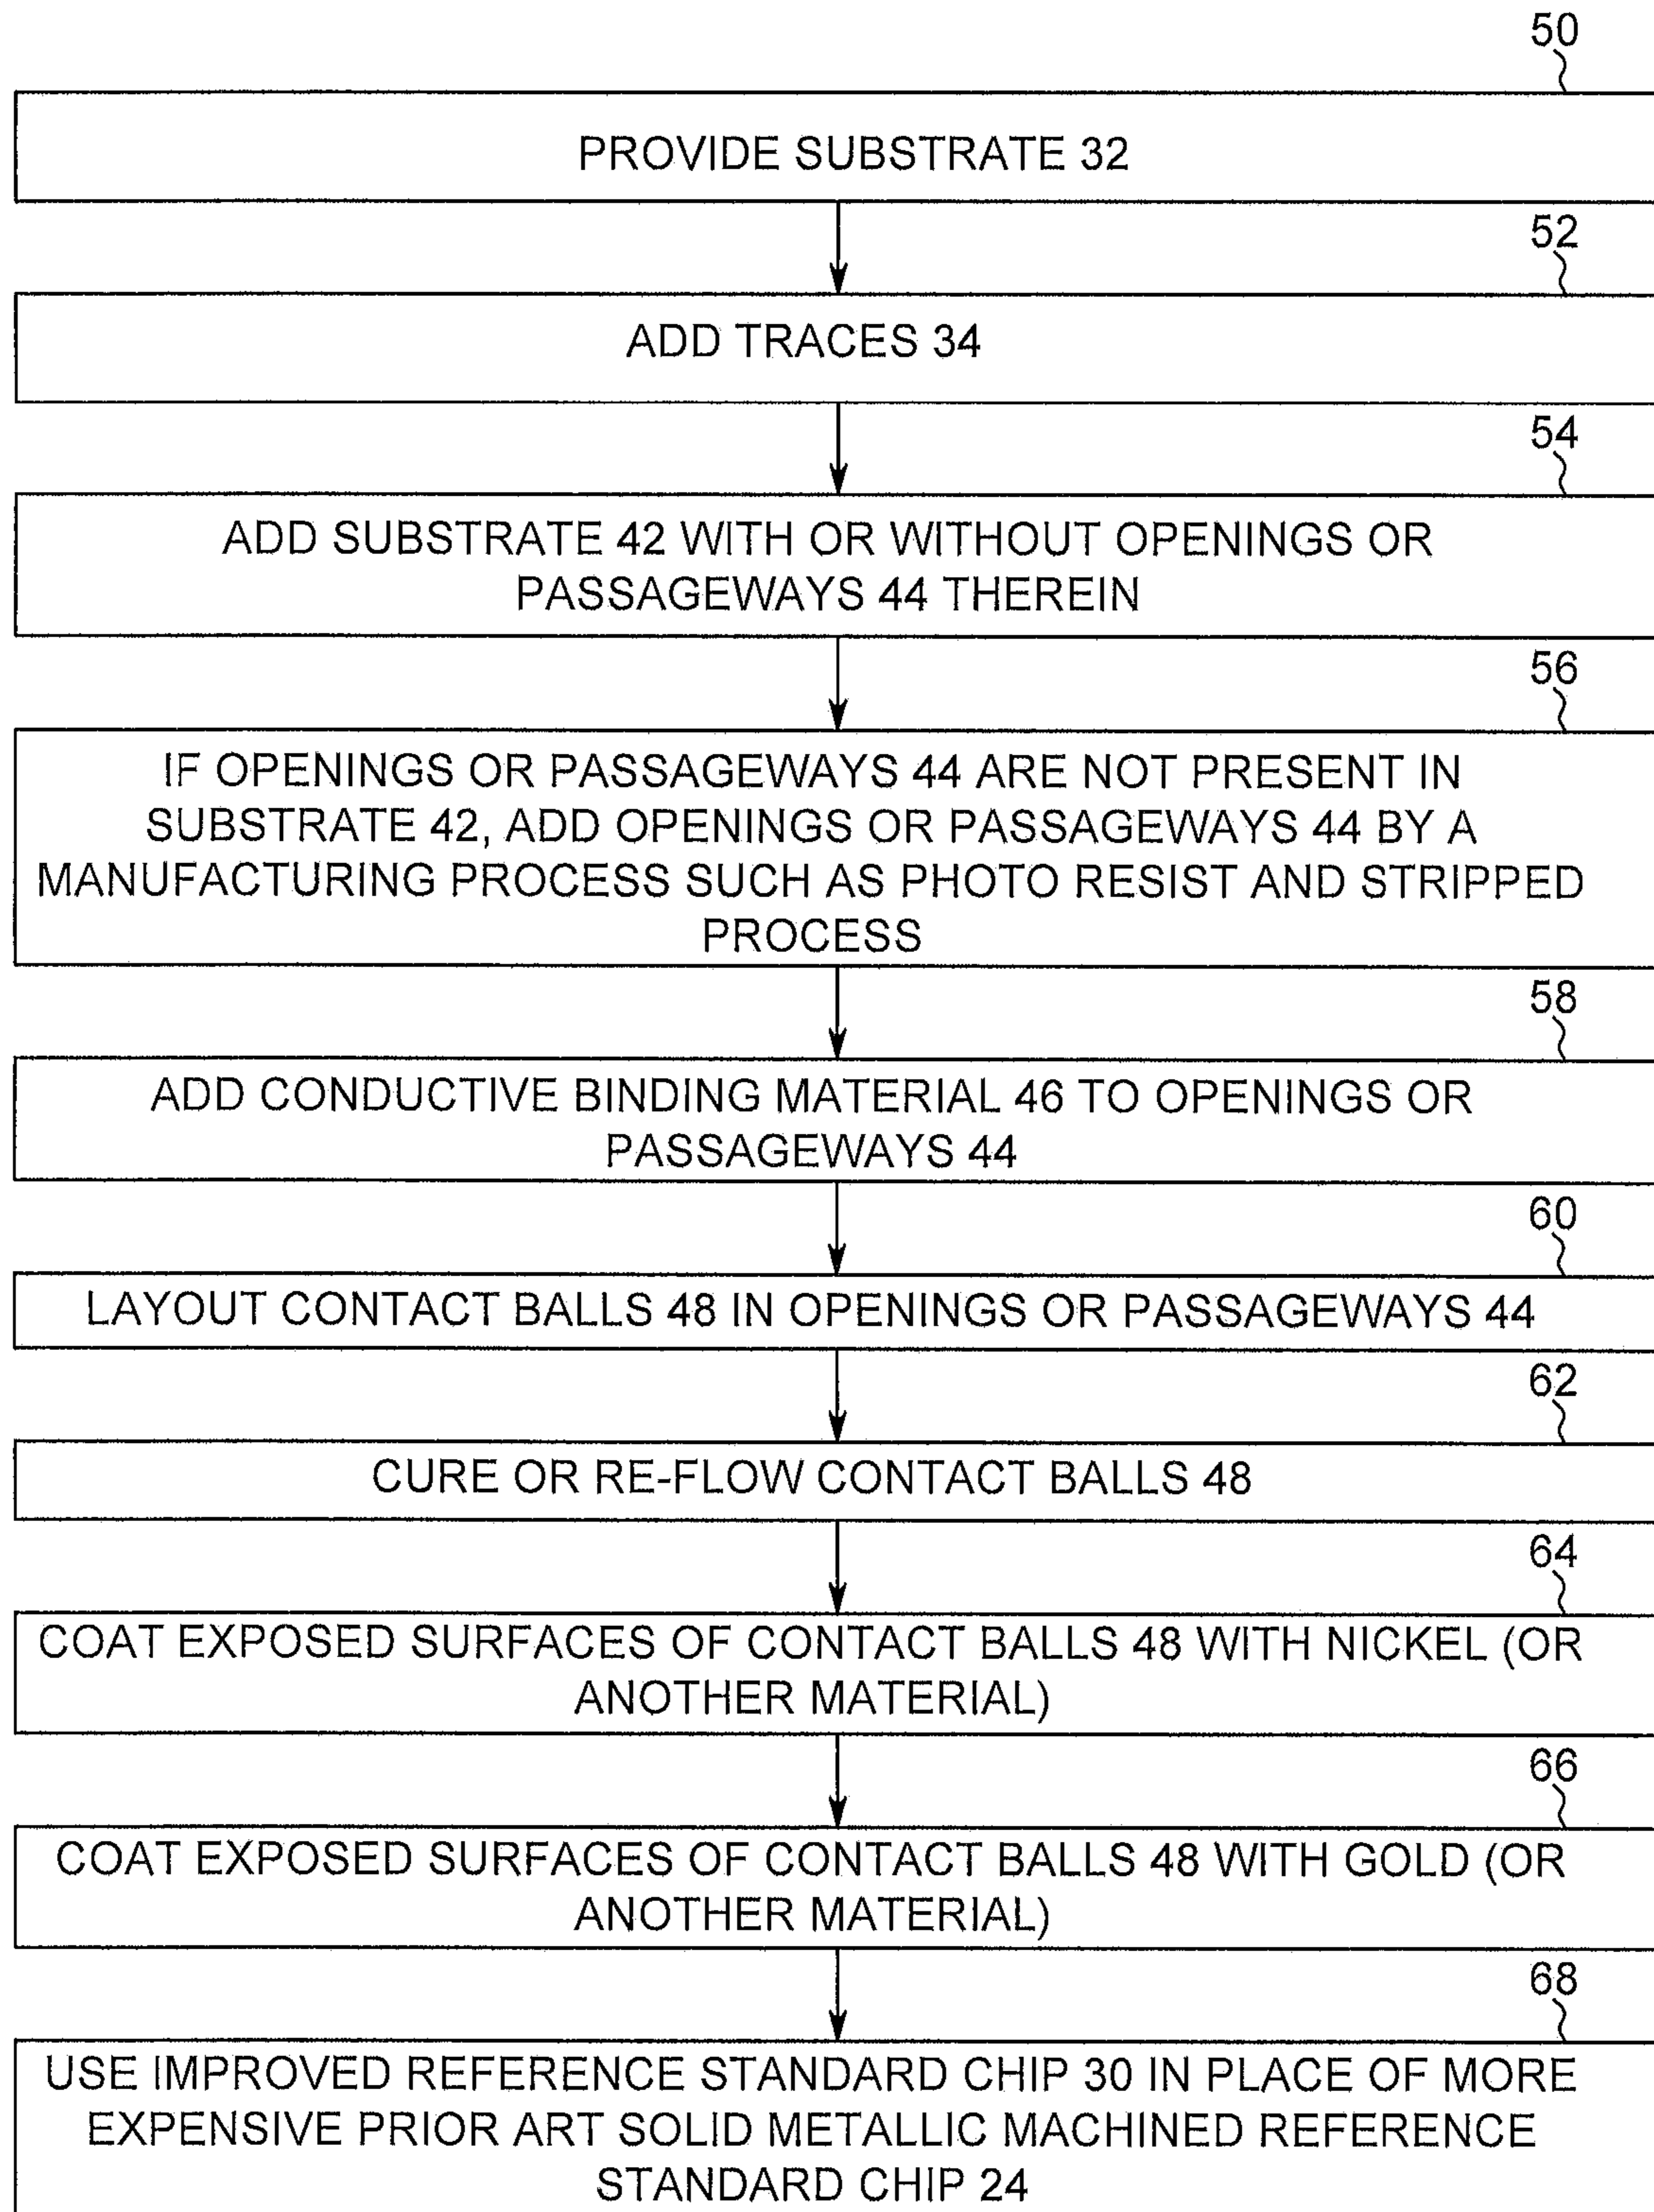 50
PROVIDE SUBSTRATE 32
52
ADD TRACES 34
54
ADD SUBSTRATE 42 WITH OR WITHOUT OPENINGS OR
PASSAGEWAYS 44 THEREIN
56
IF OPENINGS OR PASSAGEWAYS 44 ARE NOT PRESENT IN
SUBSTRATE 42, ADD OPENINGS OR PASSAGEWAYS 44 BY A
MANUFACTURING PROCESS SUCH AS PHOTO RESIST AND STRIPPED
PROCESS
58
ADD CONDUCTIVE BINDING MATERIAL 46 TO OPENINGS OR
PASSAGEWAYS 44
60
LAYOUT CONTACT BALLS 48 IN OPENINGS OR PASSAGEWAYS 44
62
CURE OR RE-FLOW CONTACT BALLS 48
64
COAT EXPOSED SURFACES OF CONTACT BALLS 48 WITH NICKEL (OR
ANOTHER MATERIAL)
66
COAT EXPOSED SURFACES OF CONTACT BALLS 48 WITH GOLD (OR
ANOTHER MATERIAL)
68
USE IMPROVED REFERENCE STANDARD CHIP 30 IN PLACE OF MORE
EXPENSIVE PRIOR ART SOLID METALLIC MACHINED REFERENCE
STANDARD CHIP 24